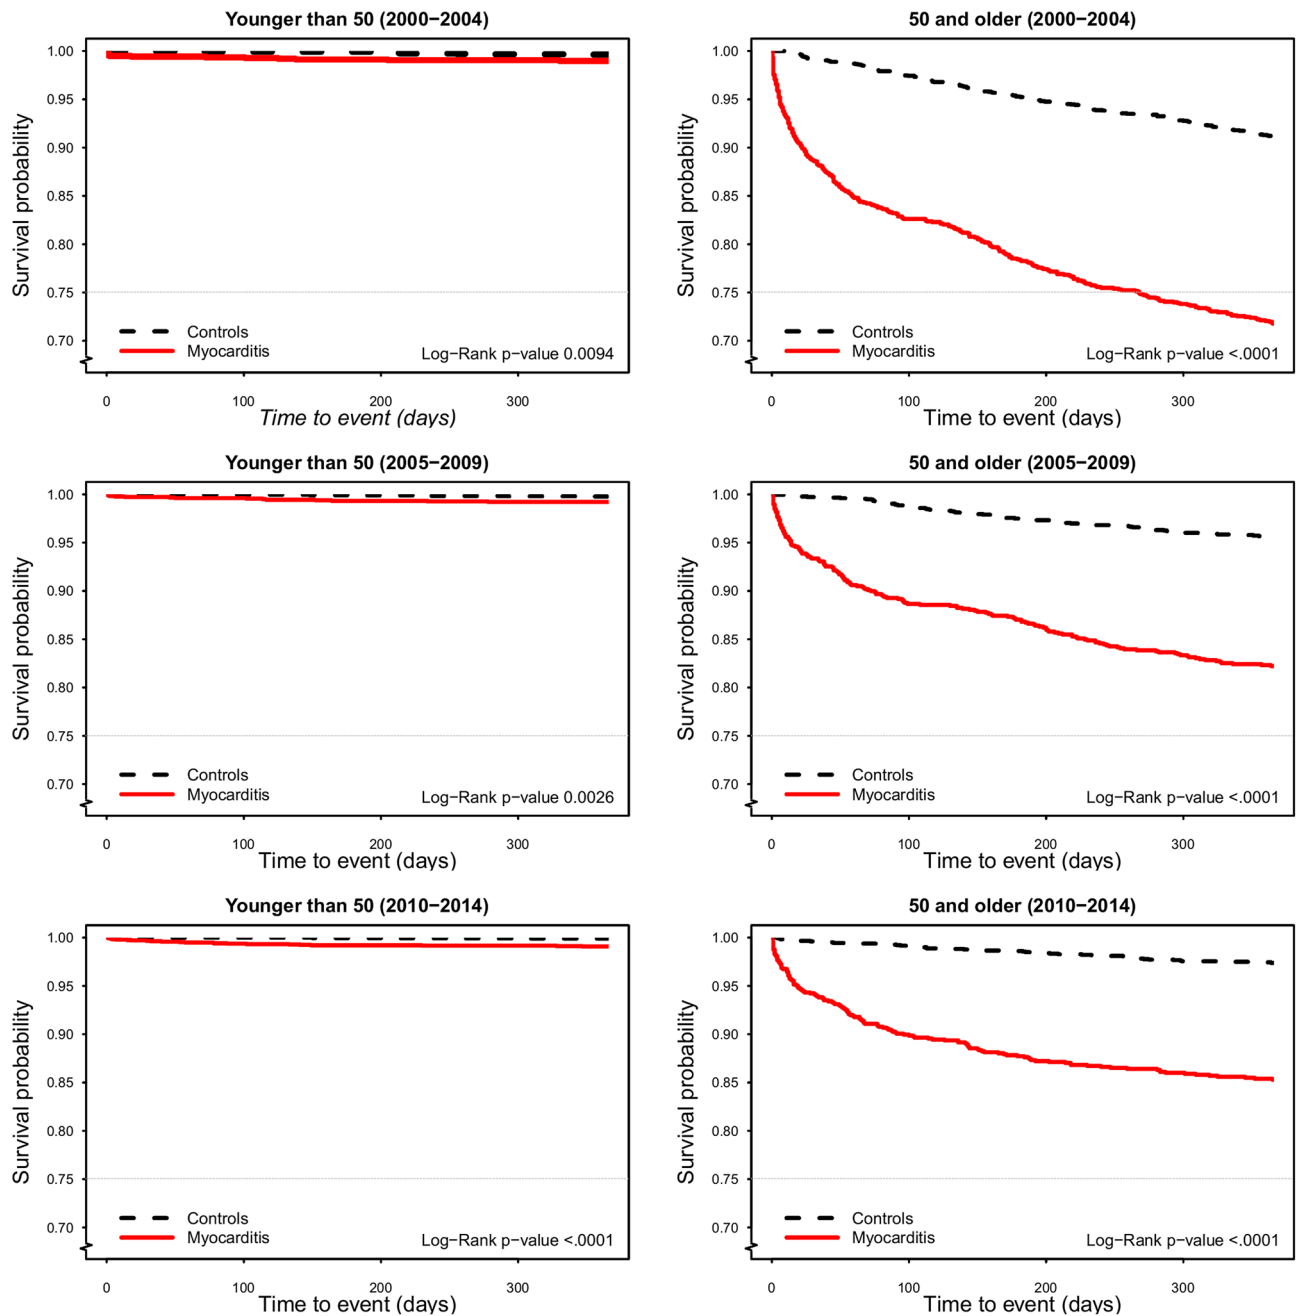 Younger than 50 (2000−2004)
Survival probability
1.00
0.95
0.90
0.85
0.80
0.75
0.70
Controls
Myocarditis
Log−Rank p−value 0.0094
0 100 200 300
Time to event (days)
50 and older (2000−2004)
Survival probability
1.00
0.95
0.90
0.85
0.80
0.75
0.70
Controls
Myocarditis
Log−Rank p−value <.0001
0 100 200 300
Time to event (days)
Younger than 50 (2005−2009)
Survival probability
1.00
0.95
0.90
0.85
0.80
0.75
0.70
Controls
Myocarditis
Log−Rank p−value 0.0026
0 100 200 300
Time to event (days)
50 and older (2005−2009)
Survival probability
1.00
0.95
0.90
0.85
0.80
0.75
0.70
Controls
Myocarditis
Log−Rank p−value <.0001
0 100 200 300
Time to event (days)
Younger than 50 (2010−2014)
Survival probability
1.00
0.95
0.90
0.85
0.80
0.75
0.70
Controls
Myocarditis
Log−Rank p−value <.0001
0 100 200 300
Time to event (days)
50 and older (2010−2014)
Survival probability
1.00
0.95
0.90
0.85
0.80
0.75
0.70
Controls
Myocarditis
Log−Rank p−value <.0001
0 100 200 300
Time to event (days)